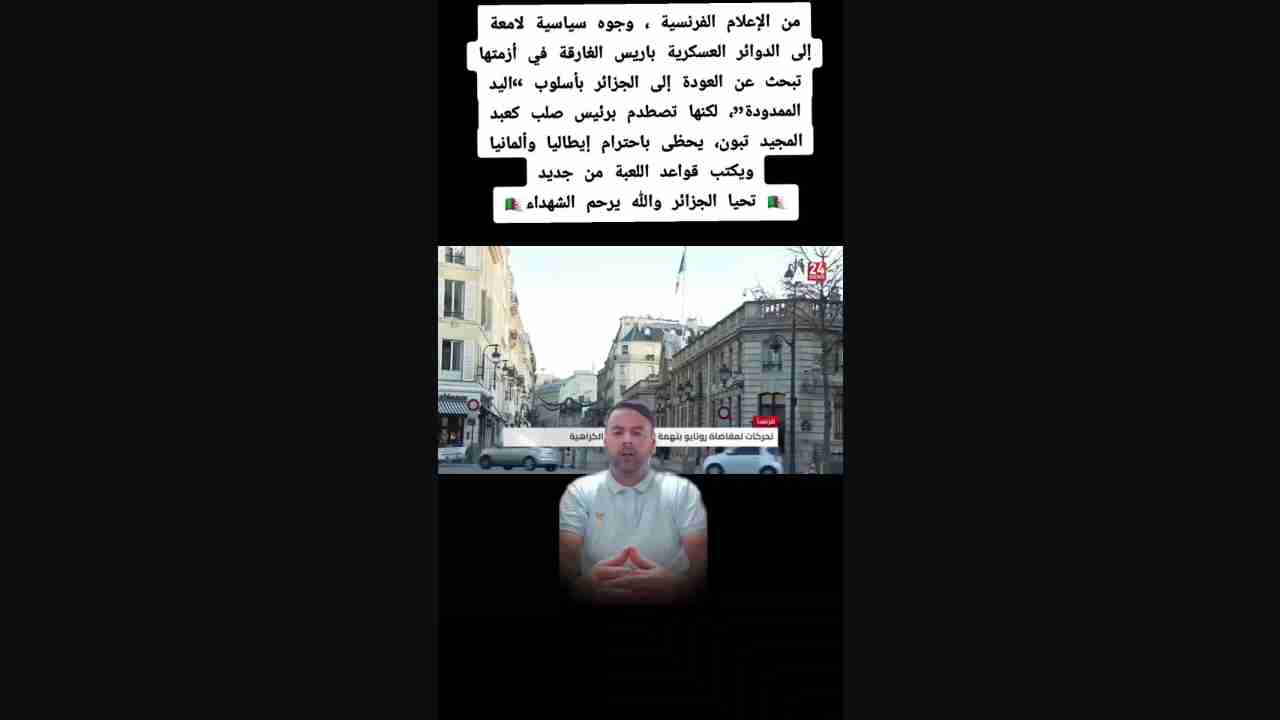 من الإعلام الفرنسية ، وجوه سياسية لامعة
إلى الدوائر العسكرية باريس الغارقة في أزمتها
تبحث عن العودة إلى الجزائر بأسلوب “اليد
الممدودة”، لكنها تصطدم برئيس صلب كعبد
المجيد تبون، يحظى باحترام إيطاليا وألمانيا
ويكتب قواعد اللعبة من جديد
🇩🇿 تحيا الجزائر والله يرحم الشهداء 🇩🇿
24
NEWS
فرنسا
تحركات لمقاضاة روتايو بتهمة الكراهية